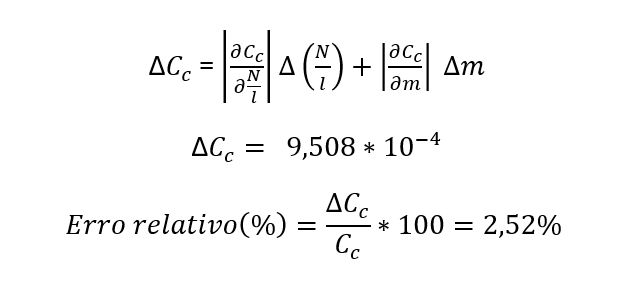 ΔC_c = |∂C_c/∂(N/l)| Δ(N/l) + |∂C_c/∂m| Δm
ΔC_c = 9,508 * 10^−4
Erro relativo(%) = ΔC_c/C_c * 100 = 2,52%